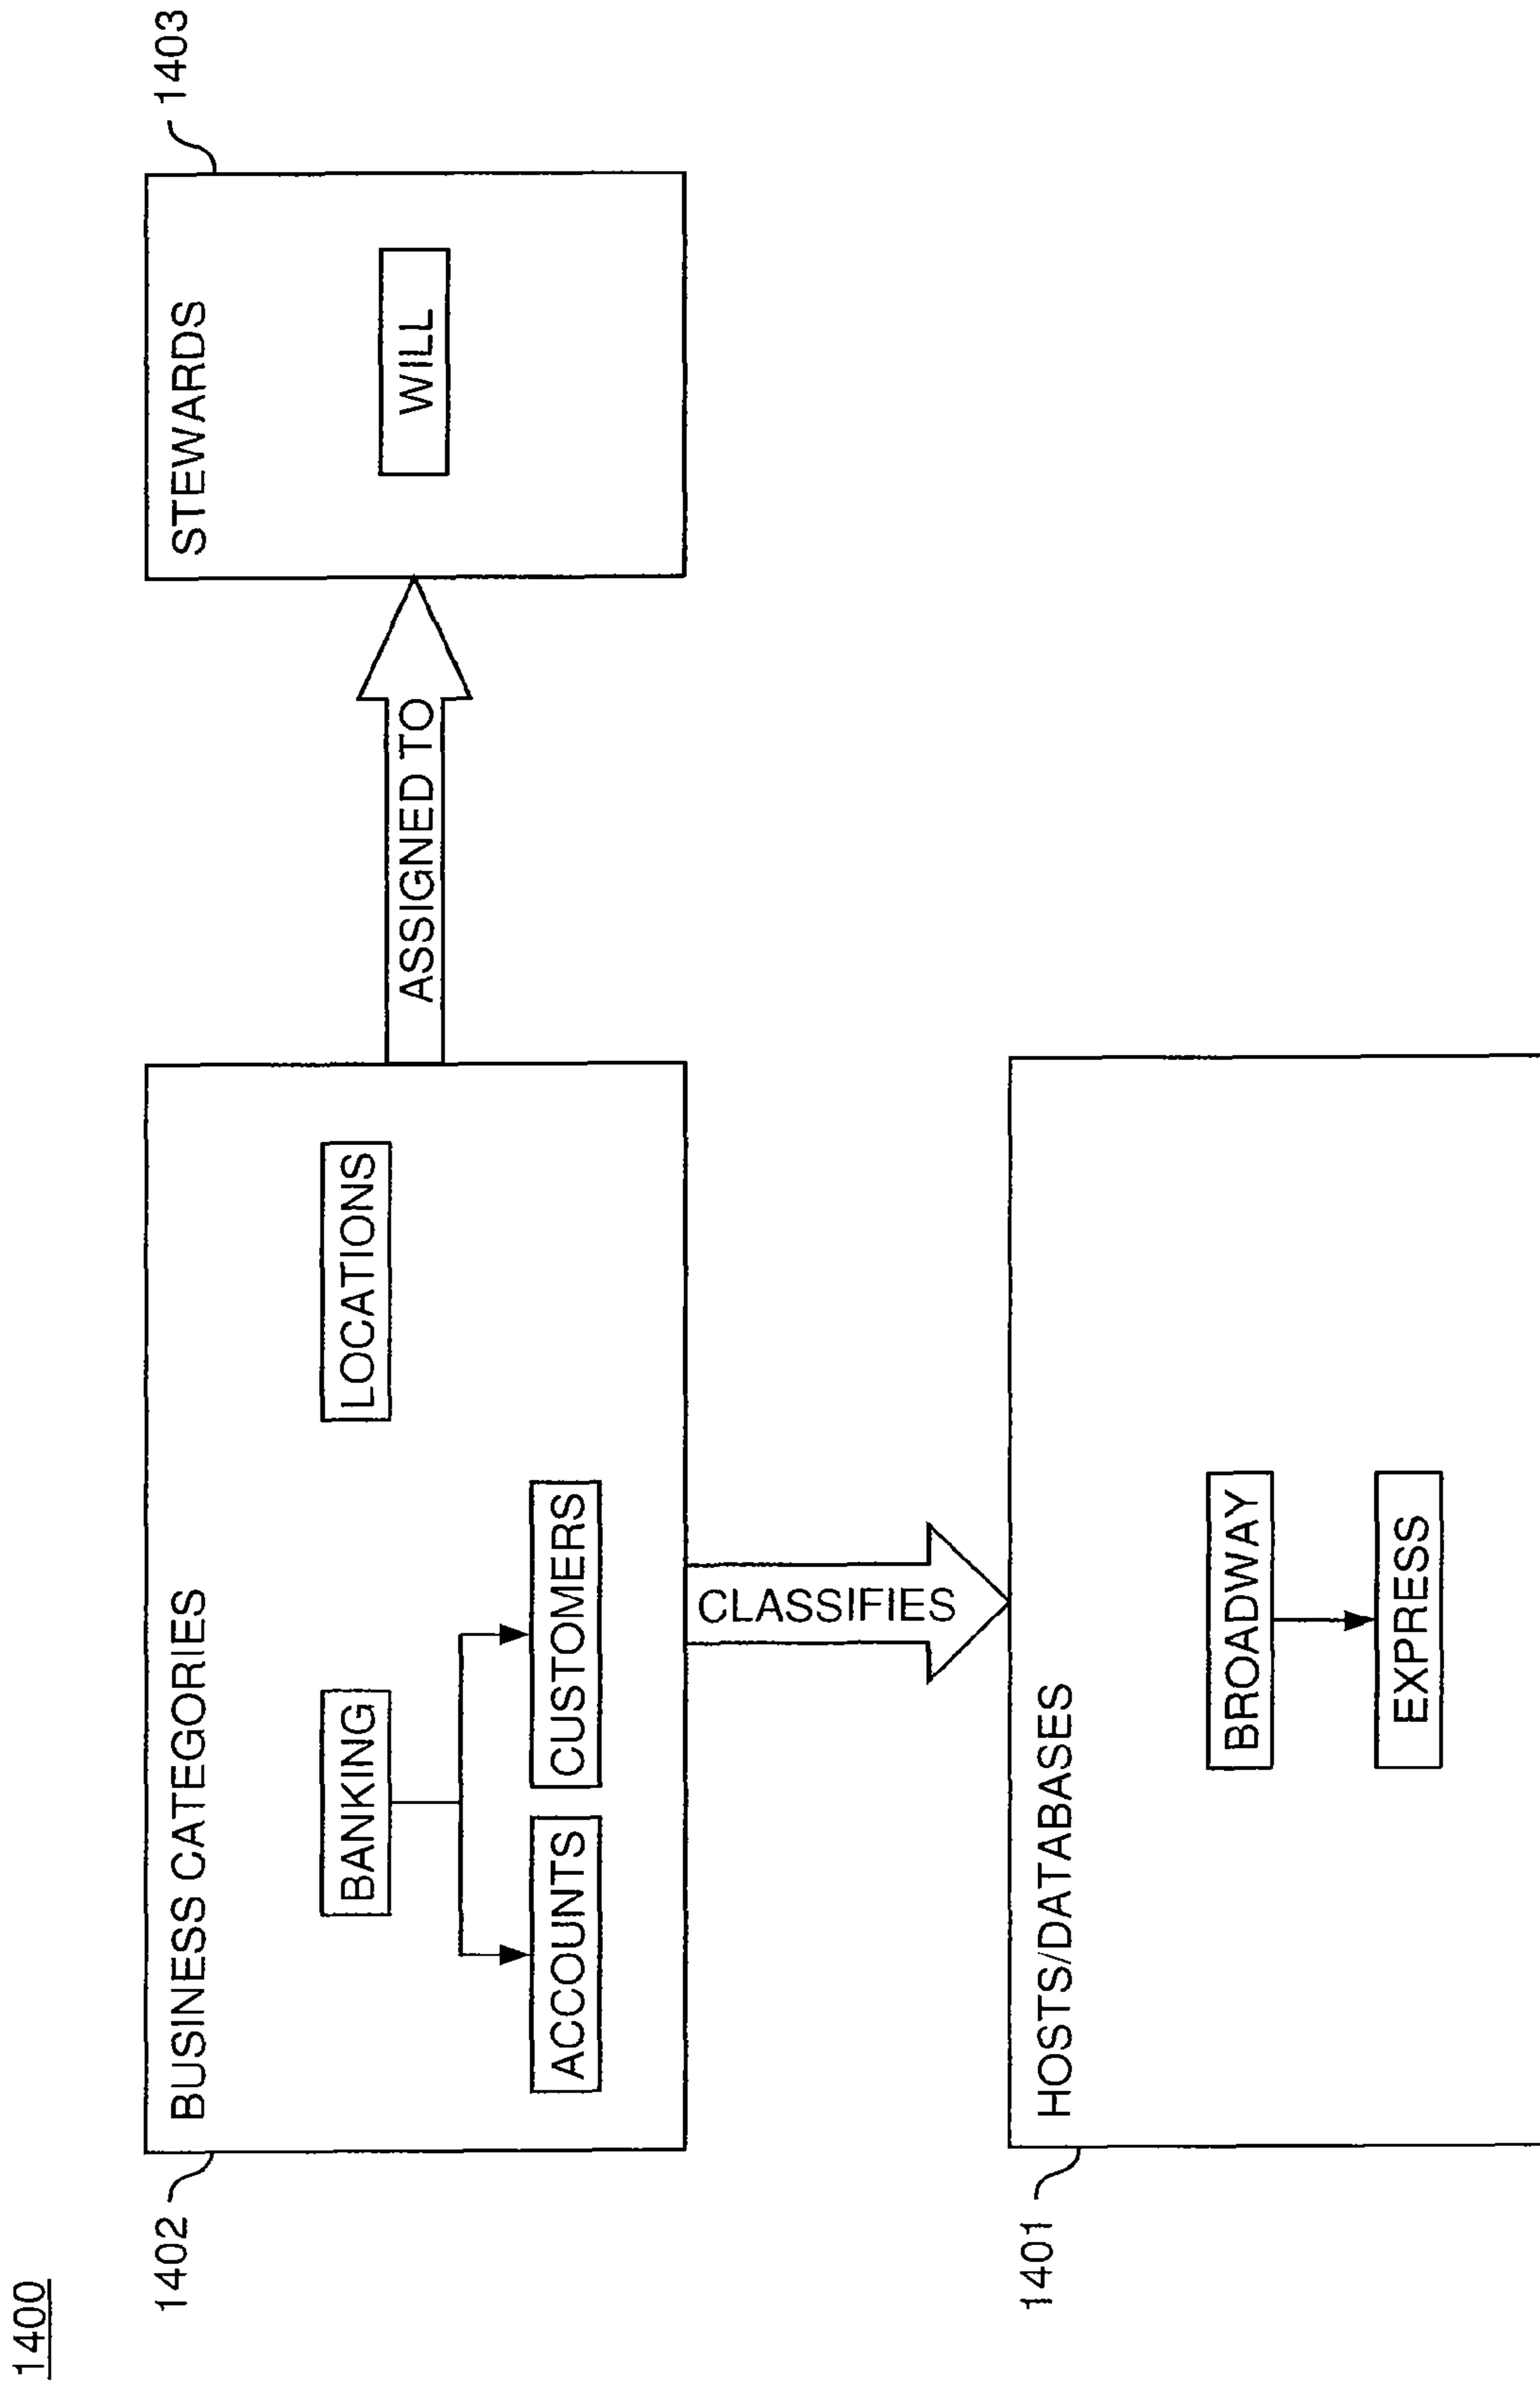 1400
1402
BUSINESS CATEGORIES
BANKING
LOCATIONS
ACCOUNTS
CUSTOMERS
ASSIGNED TO
1403
STEWARDS
WILL
CLASSIFIES
1401
HOSTS/DATABASES
BROADWAY
EXPRESS